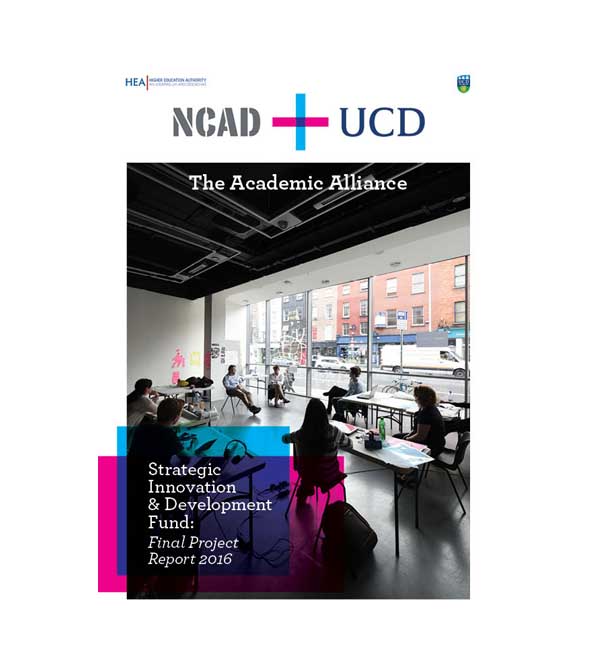 HEA HIGHER EDUCATION AUTHORITY
NCAD + UCD
The Academic Alliance
Strategic
Innovation
& Development
Fund:
Final Project
Report 2016